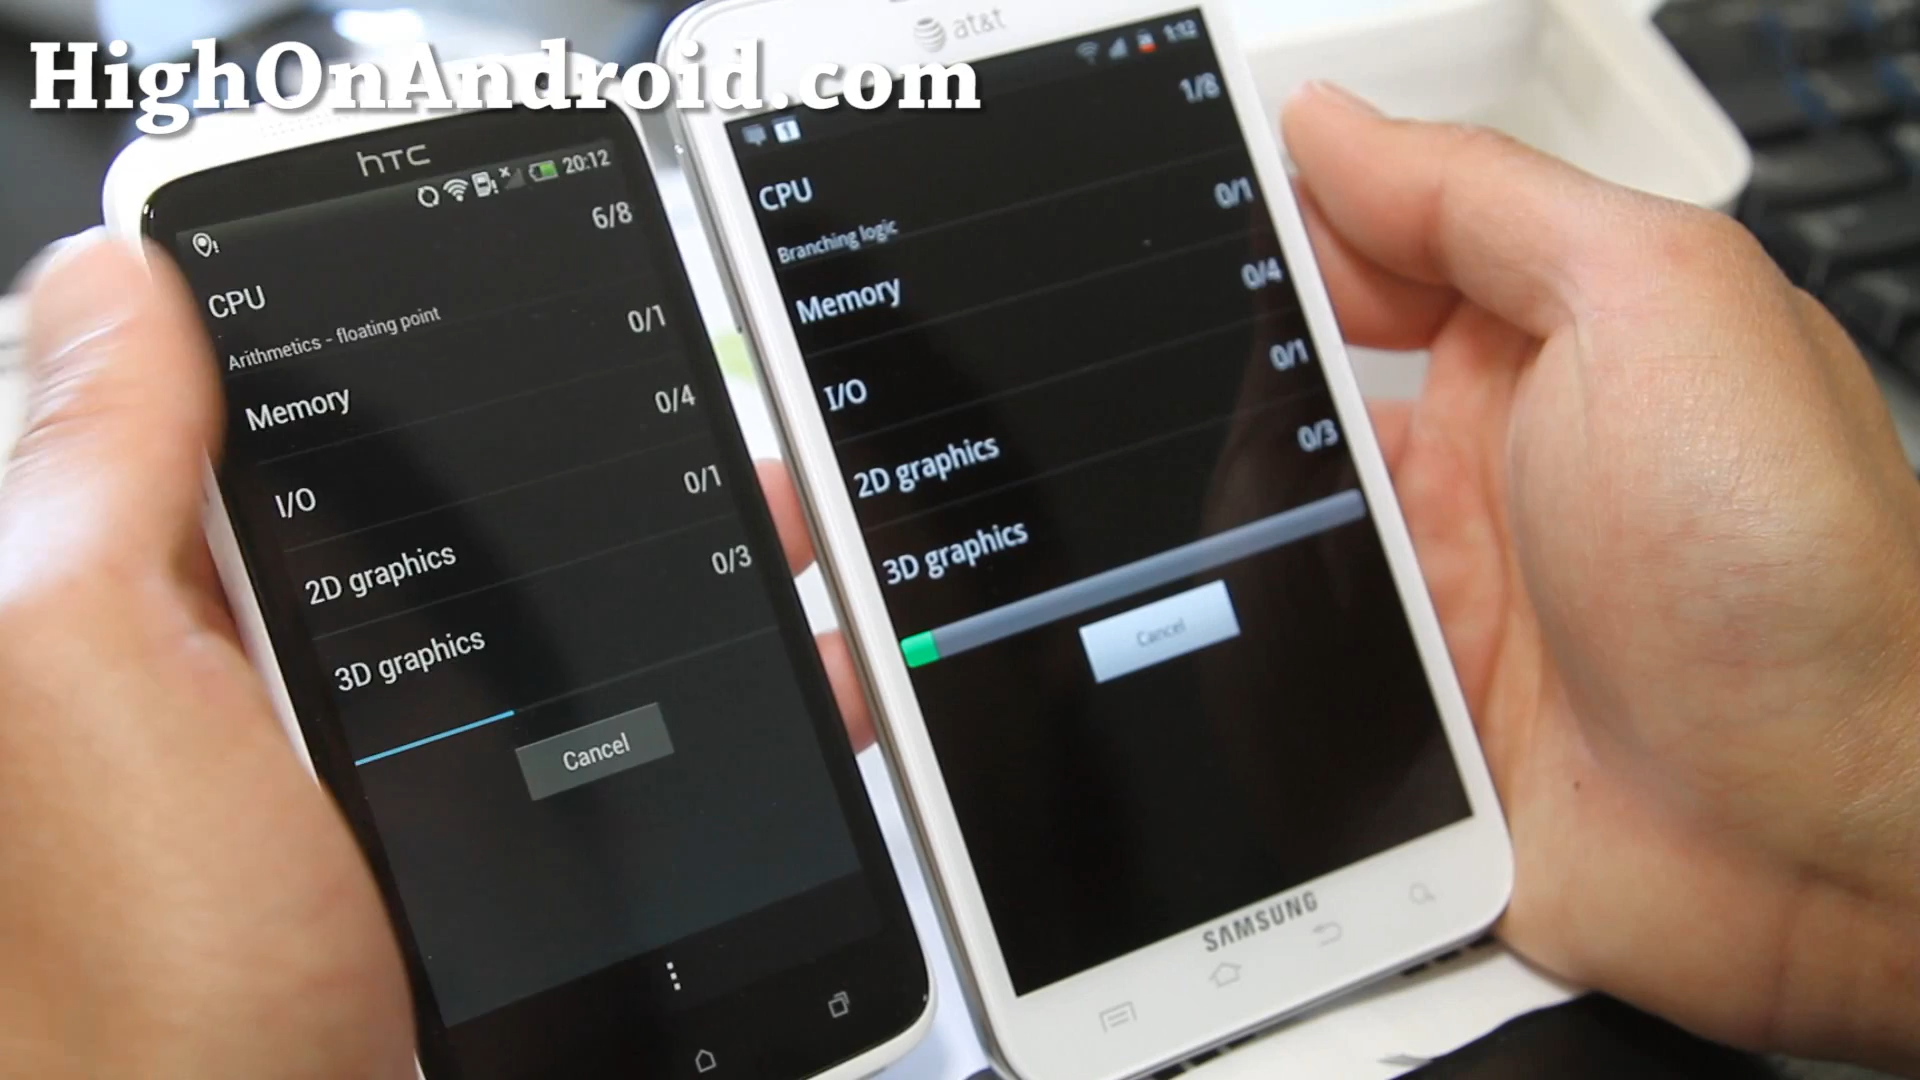 HighOnAndroid.com
hTC
20:12
6/8
CPU
Arithmetics - floating point
0/1
Memory
0/4
I/O
0/1
2D graphics
0/3
3D graphics
Cancel
at&t
1:12
1/8
CPU
Branching logic
0/1
Memory
0/4
I/O
0/1
2D graphics
0/3
3D graphics
Cancel
SAMSUNG